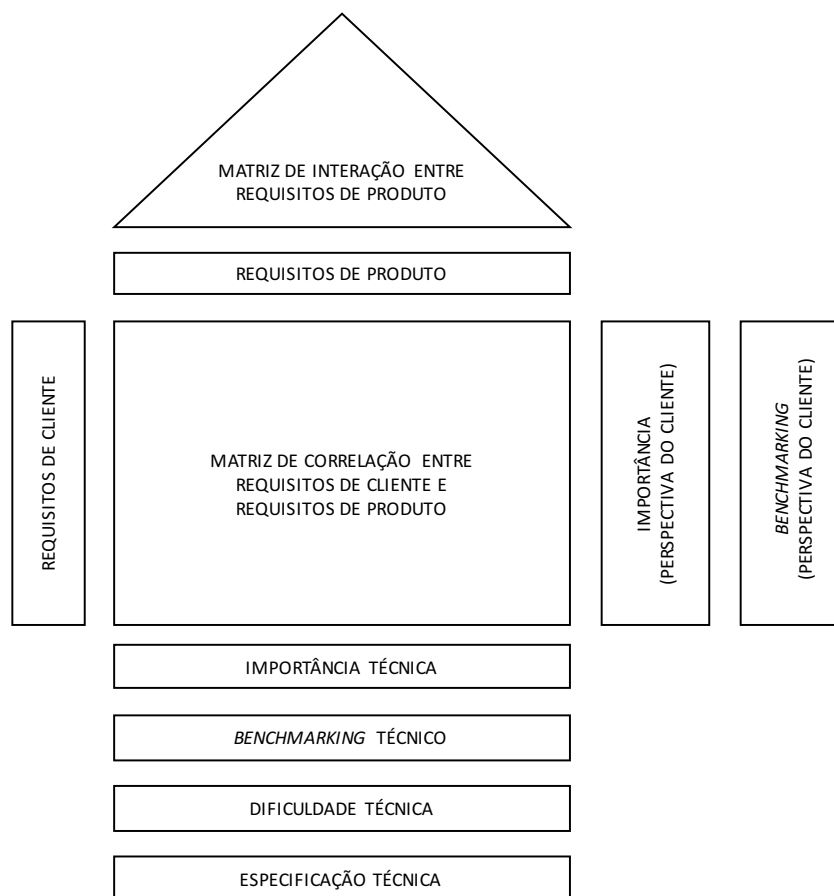 MATRIZ DE INTERAÇÃO ENTRE
REQUISITOS DE PRODUTO
REQUISITOS DE PRODUTO
REQUISITOS DE CLIENTE
MATRIZ DE CORRELAÇÃO ENTRE
REQUISITOS DE CLIENTE E
REQUISITOS DE PRODUTO
IMPORTÂNCIA
(PERSPECTIVA DO CLIENTE)
BENCHMARKING
(PERSPECTIVA DO CLIENTE)
IMPORTÂNCIA TÉCNICA
BENCHMARKING TÉCNICO
DIFICULDADE TÉCNICA
ESPECIFICAÇÃO TÉCNICA